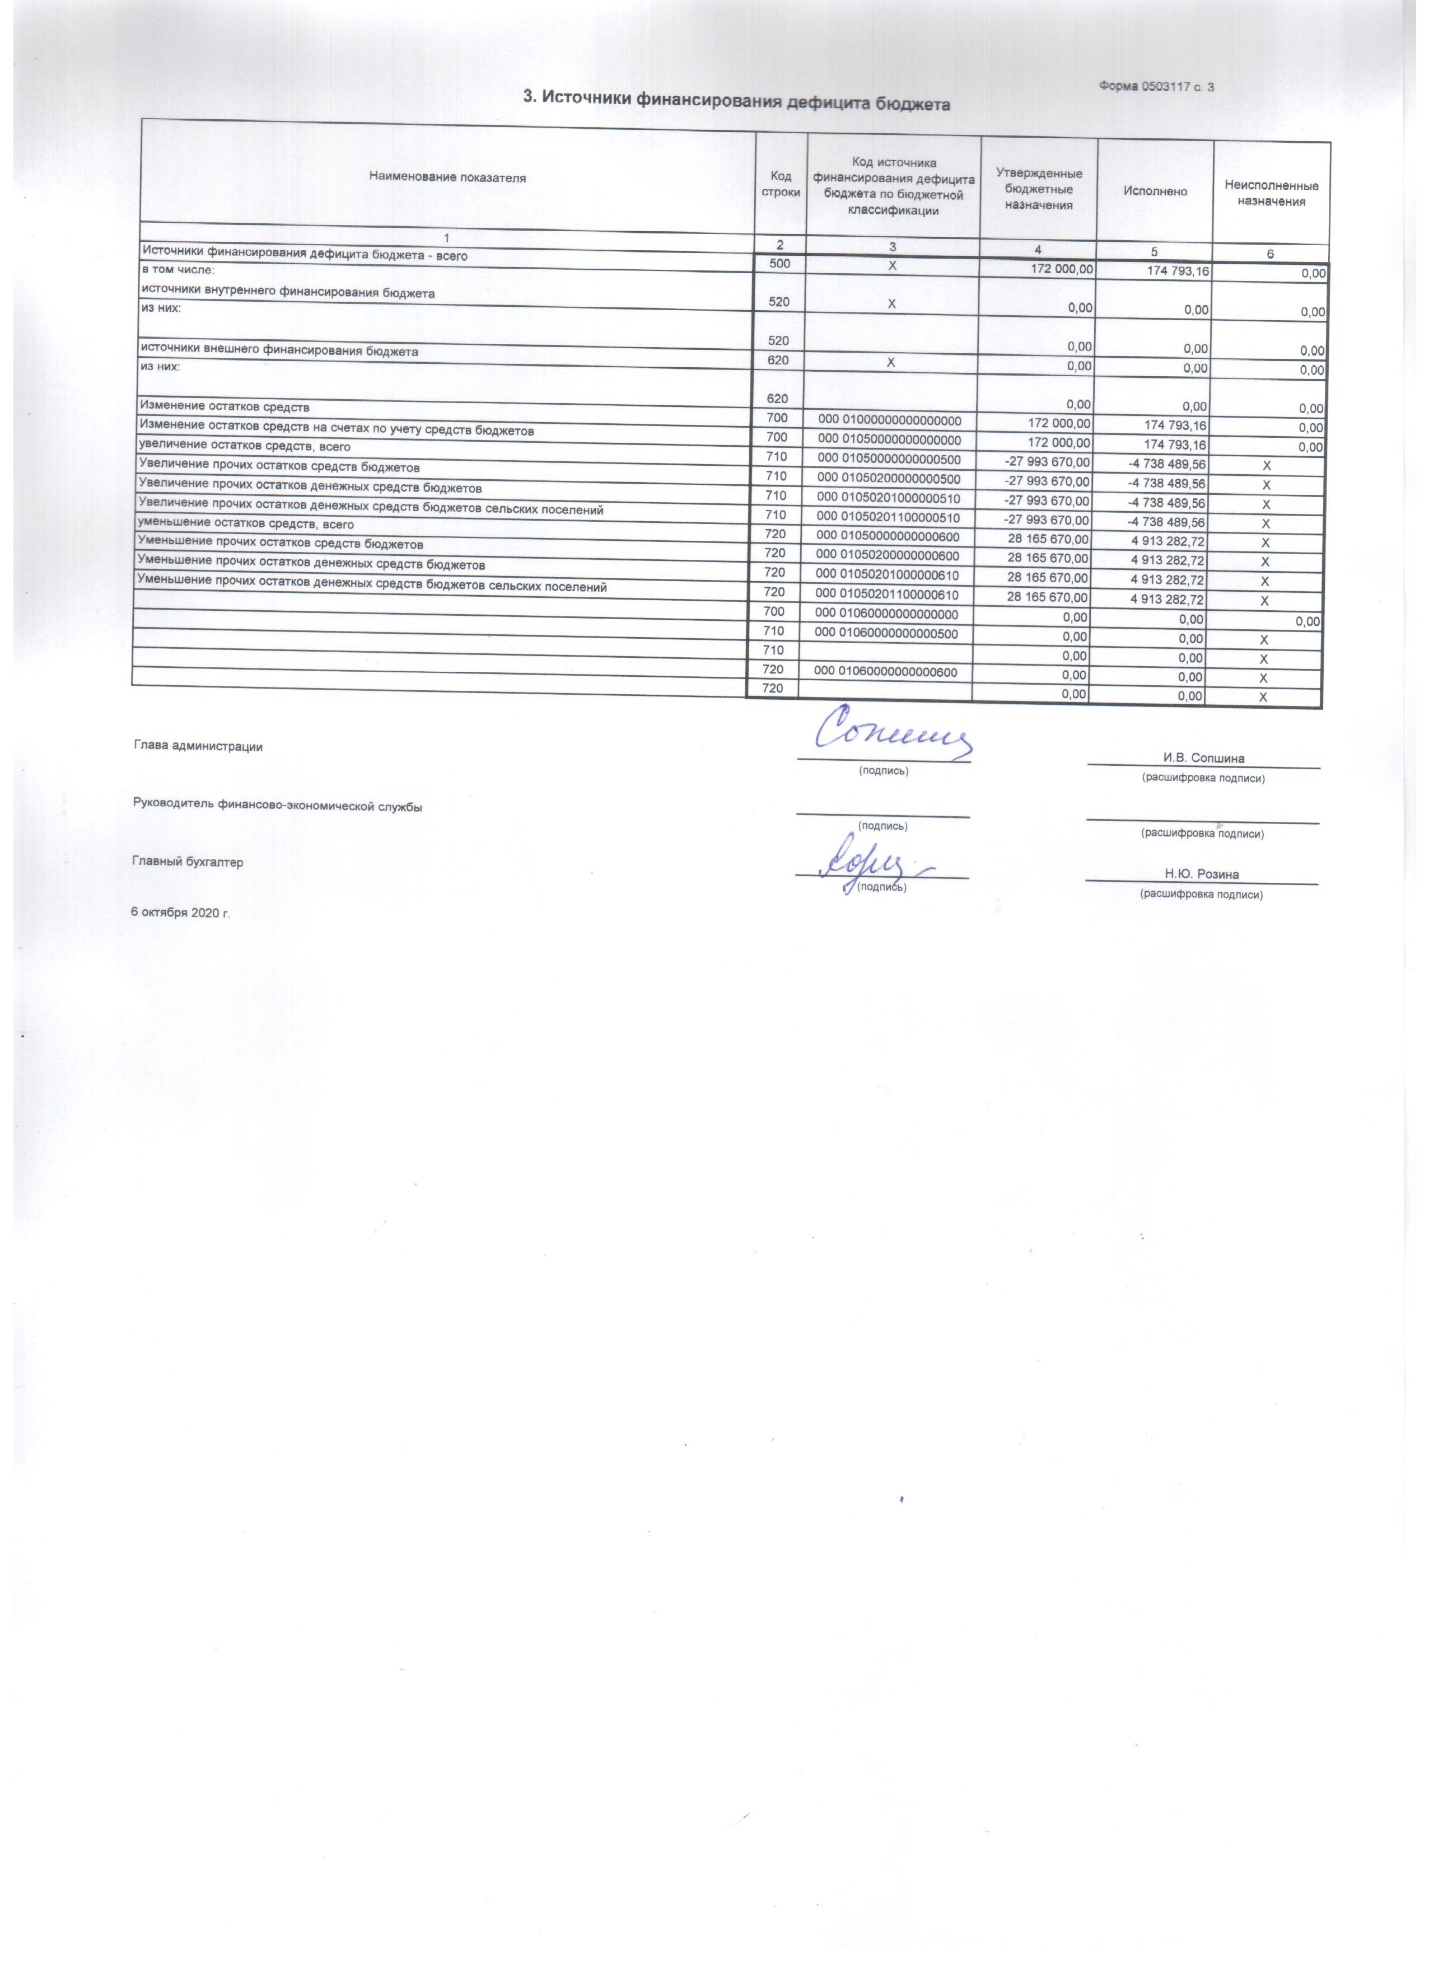 Форма 0503117 с. 3
3. Источники финансирования дефицита бюджета
Наименование показателя | Код строки | Код источника финансирования дефицита бюджета по бюджетной классификации | Утвержденные бюджетные назначения | Исполнено | Неисполненные назначения
1 | 2 | 3 | 4 | 5 | 6
Источники финансирования дефицита бюджета - всего | 500 | X | 172 000,00 | 174 793,16 | 0,00
в том числе:
источники внутреннего финансирования бюджета | 520 | X | 0,00 | 0,00 | 0,00
из них:
520 | 0,00 | 0,00 | 0,00
источники внешнего финансирования бюджета | 620 | X | 0,00 | 0,00 | 0,00
из них:
620 | 0,00 | 0,00 | 0,00
Изменение остатков средств | 700 | 000 01000000000000000 | 172 000,00 | 174 793,16 | 0,00
Изменение остатков средств на счетах по учету средств бюджетов | 700 | 000 01050000000000000 | 172 000,00 | 174 793,16 | 0,00
увеличение остатков средств, всего | 710 | 000 01050000000000500 | -27 993 670,00 | -4 738 489,56 | X
Увеличение прочих остатков средств бюджетов | 710 | 000 01050200000000500 | -27 993 670,00 | -4 738 489,56 | X
Увеличение прочих остатков денежных средств бюджетов | 710 | 000 01050201000000510 | -27 993 670,00 | -4 738 489,56 | X
Увеличение прочих остатков денежных средств бюджетов сельских поселений | 710 | 000 01050201100000510 | -27 993 670,00 | -4 738 489,56 | X
уменьшение остатков средств, всего | 720 | 000 01050000000000600 | 28 165 670,00 | 4 913 282,72 | X
Уменьшение прочих остатков средств бюджетов | 720 | 000 01050200000000600 | 28 165 670,00 | 4 913 282,72 | X
Уменьшение прочих остатков денежных средств бюджетов | 720 | 000 01050201000000610 | 28 165 670,00 | 4 913 282,72 | X
Уменьшение прочих остатков денежных средств бюджетов сельских поселений | 720 | 000 01050201100000610 | 28 165 670,00 | 4 913 282,72 | X
700 | 000 01060000000000000 | 0,00 | 0,00 | 0,00
710 | 000 01060000000000500 | 0,00 | 0,00 | X
710 | 0,00 | 0,00 | X
720 | 000 01060000000000600 | 0,00 | 0,00 | X
720 | 0,00 | 0,00 | X
Глава администрации | И.В. Сопшина
(подпись) (расшифровка подписи)
Руководитель финансово-экономической службы
(подпись) (расшифровка подписи)
Главный бухгалтер | Н.Ю. Розина
(подпись) (расшифровка подписи)
6 октября 2020 г.